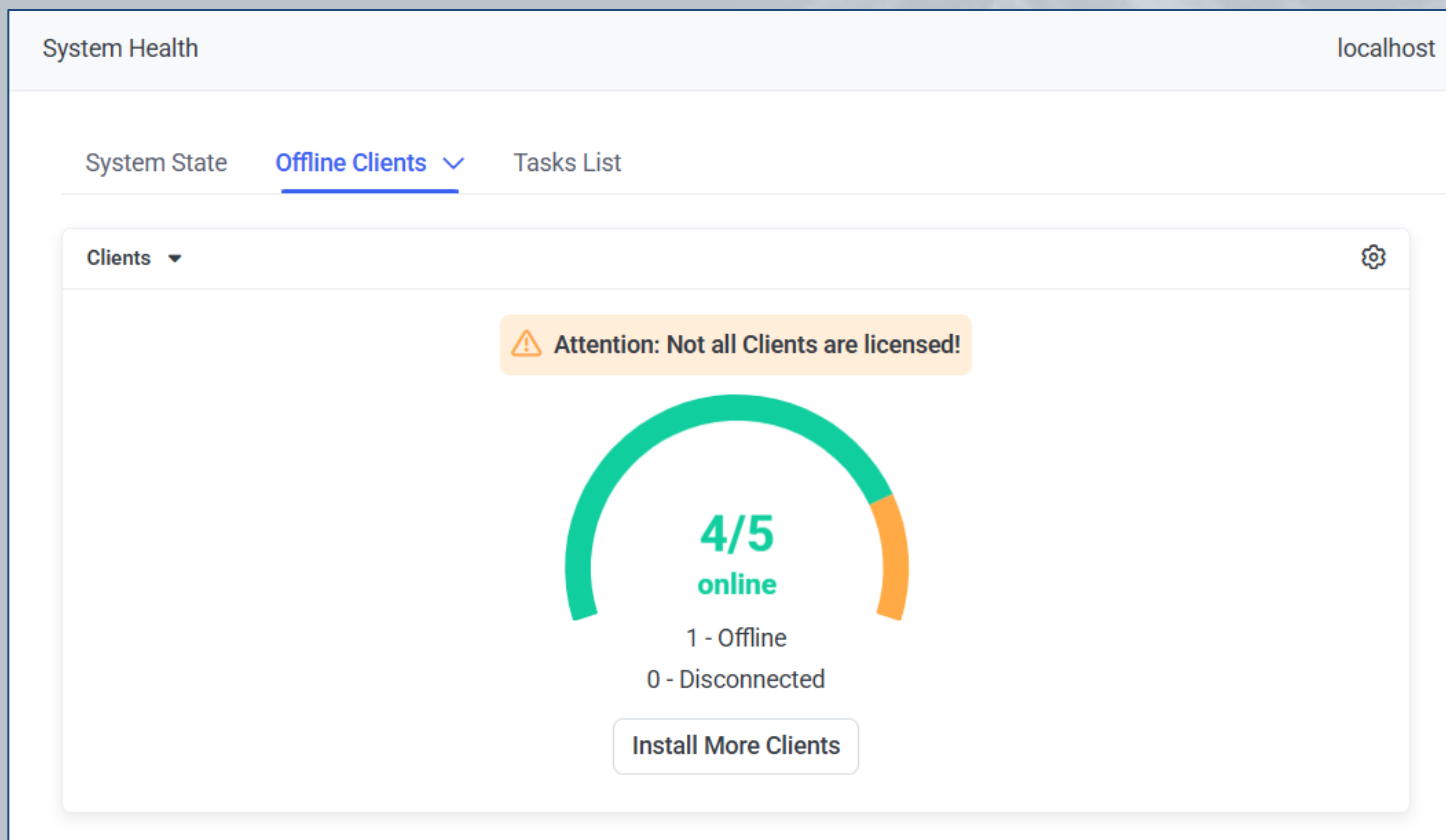 System Health
localhost
System State
Offline Clients
Tasks List
Clients
Attention: Not all Clients are licensed!
4/5
online
1 - Offline
0 - Disconnected
Install More Clients